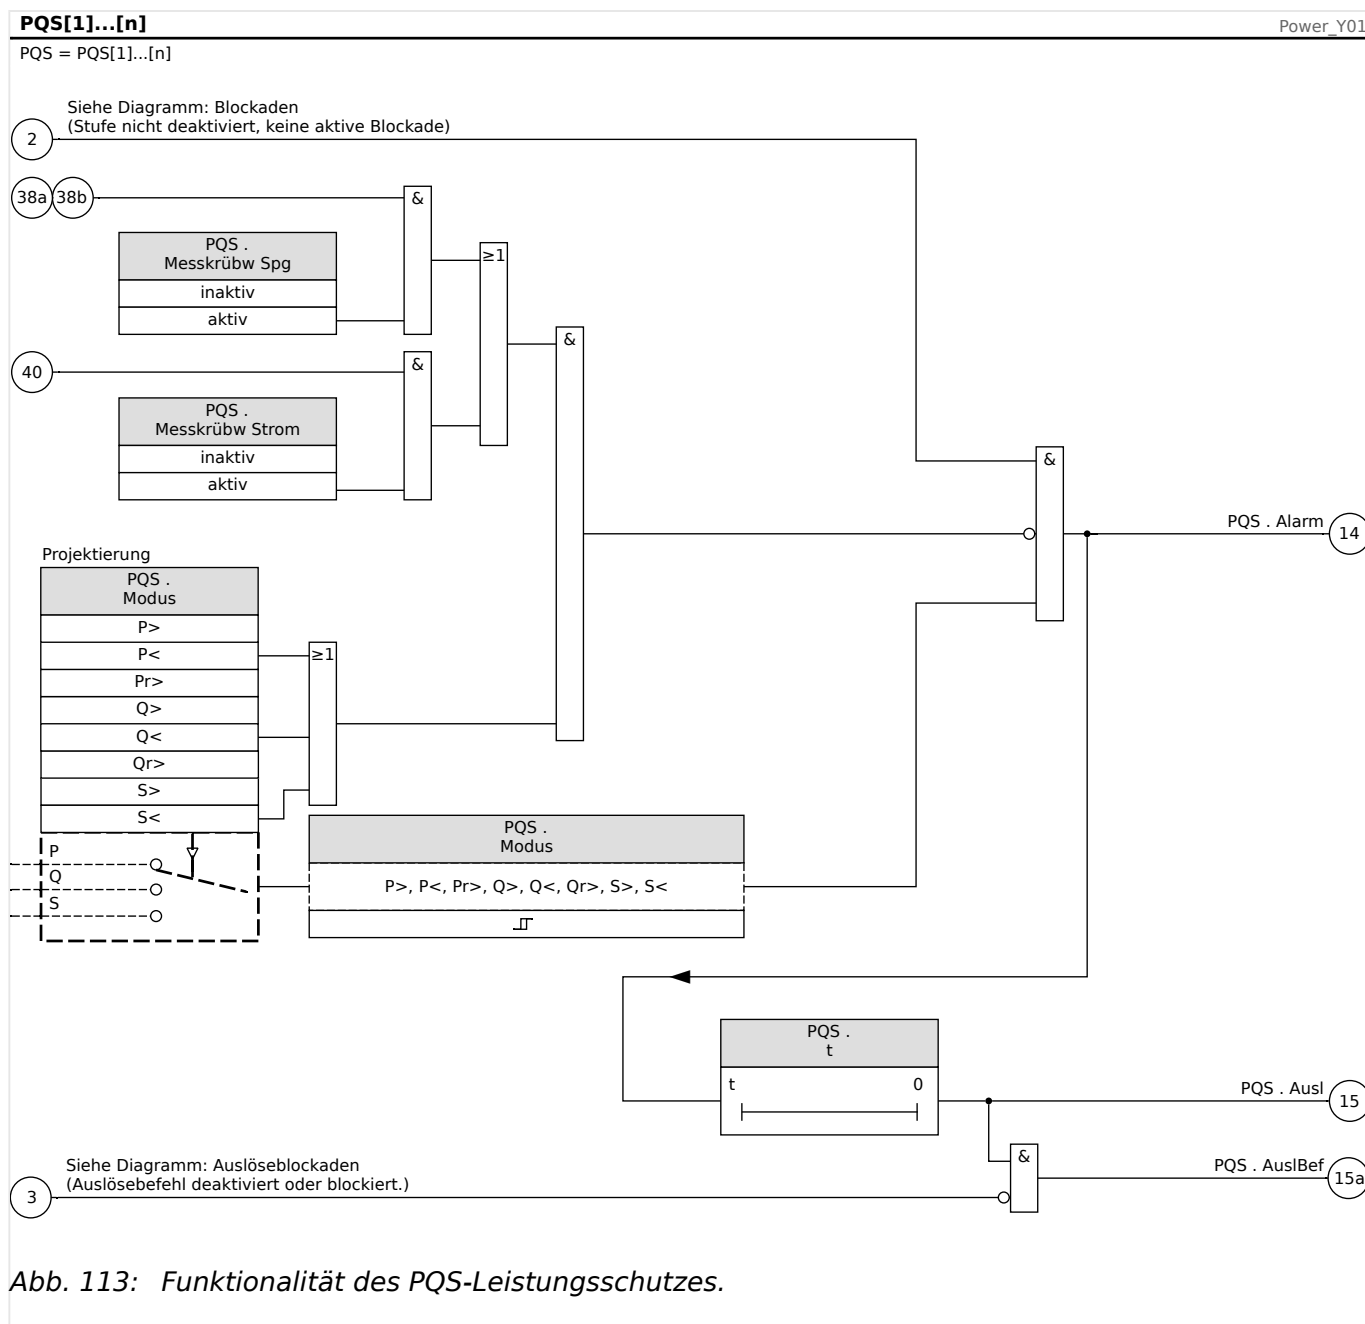 PQS[1]...[n]
Power_Y01
PQS = PQS[1]...[n]
Siehe Diagramm: Blockaden
(Stufe nicht deaktiviert, keine aktive Blockade)
2
38a 38b
&
PQS .
Messkrübw Spg
inaktiv
aktiv
≥1
&
40
&
PQS .
Messkrübw Strom
inaktiv
aktiv
&
PQS . Alarm
14
Projektierung
PQS .
Modus
P>
P<
≥1
Pr>
Q>
Q<
Qr>
S>
S<
P
Q
S
PQS .
Modus
P>, P<, Pr>, Q>, Q<, Qr>, S>, S<
PQS .
t
t 0
PQS . Ausl
15
Siehe Diagramm: Auslöseblockaden
(Auslösebefehl deaktiviert oder blockiert.)
3
&
PQS . AuslBef
15a
Abb. 113: Funktionalität des PQS-Leistungsschutzes.